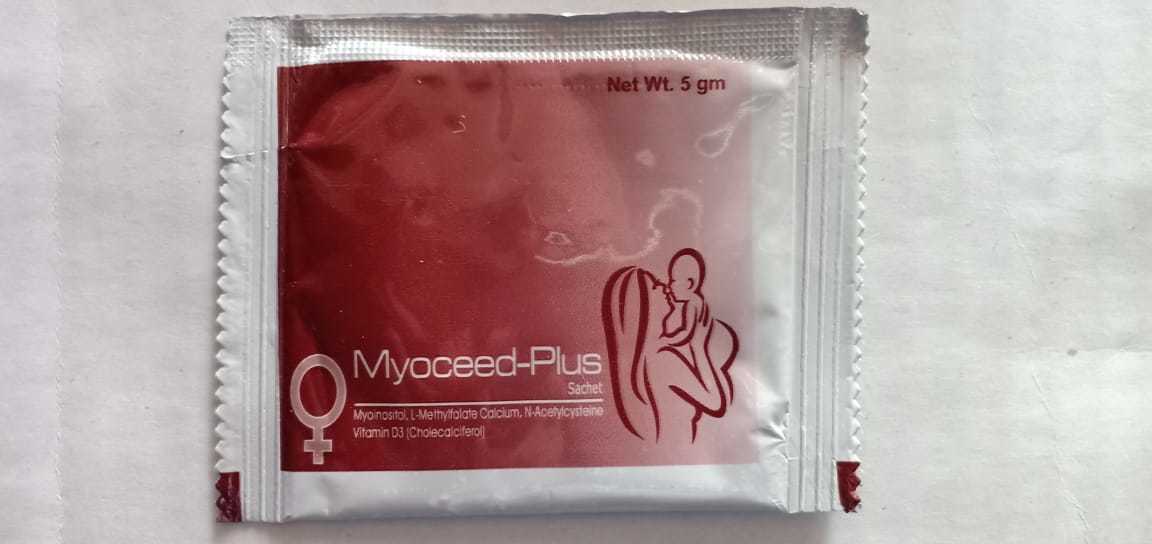 Net Wt. 5 gm
Myoceed-Plus
Sachet
Myoinositol, L-Methylfolate Calcium, N-Acetylcysteine
Vitamin D3 (Cholecalciferol)